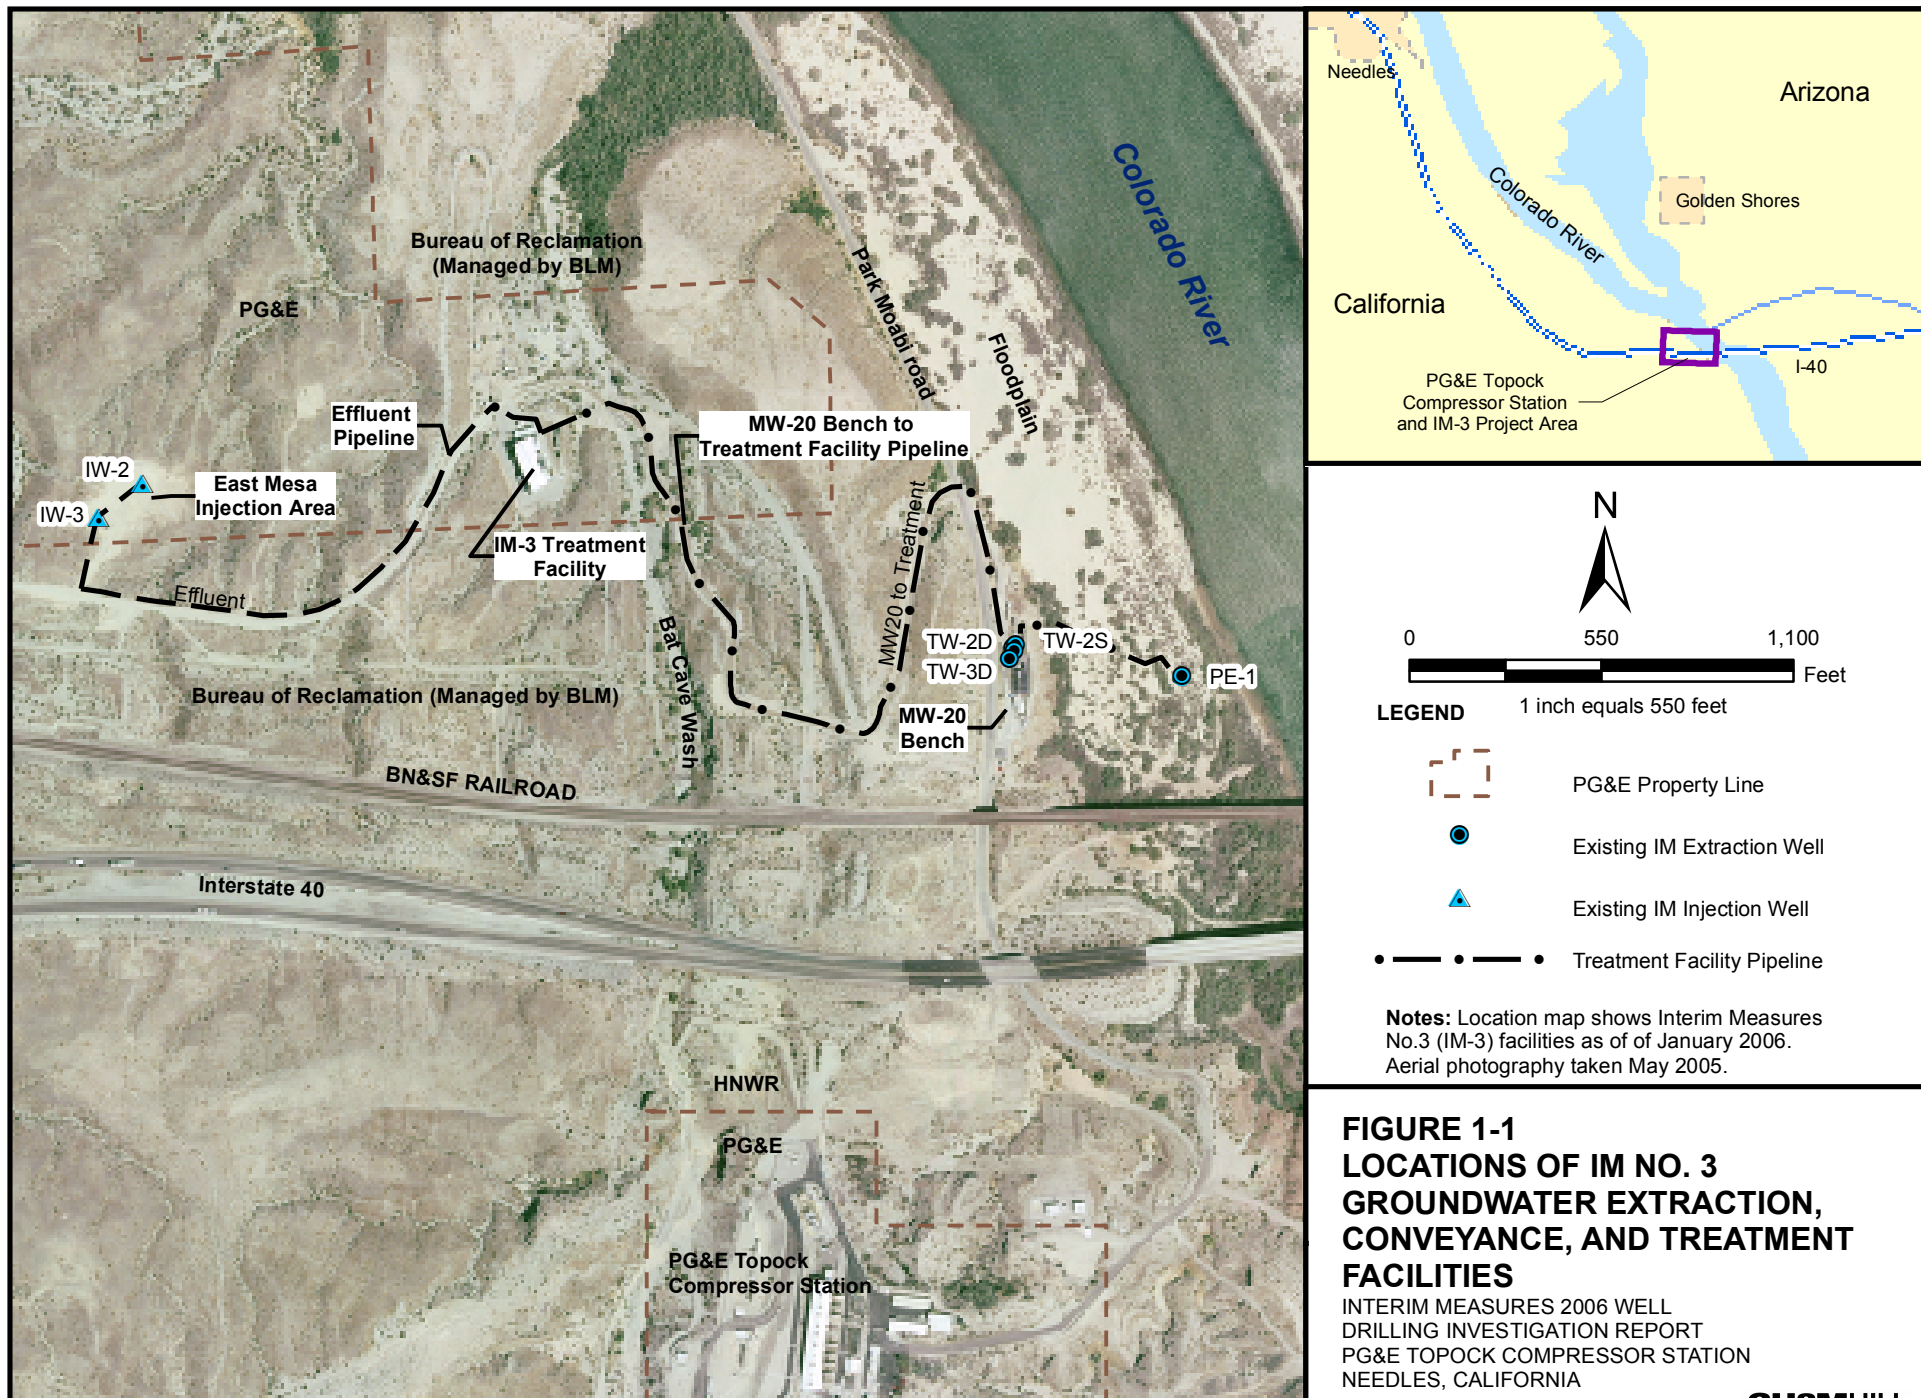 Bureau of Reclamation
(Managed by BLM)
PG&E
Colorado River
Park Moabi road
Floodplain
Effluent
Pipeline
MW-20 Bench to
Treatment Facility Pipeline
IW-2
East Mesa
Injection Area
IW-3
IM-3 Treatment
Facility
Effluent
MW20 to Treatment
Bat Cave Wash
TW-2D
TW-2S
TW-3D
PE-1
MW-20
Bench
Bureau of Reclamation (Managed by BLM)
BN&SF RAILROAD
Interstate 40
HNWR
PG&E
PG&E Topock
Compressor Station
Needles
Arizona
Golden Shores
Colorado River
California
I-40
PG&E Topock
Compressor Station
and IM-3 Project Area
N
0 550 1,100
Feet
1 inch equals 550 feet
LEGEND
PG&E Property Line
Existing IM Extraction Well
Existing IM Injection Well
Treatment Facility Pipeline
Notes: Location map shows Interim Measures
No.3 (IM-3) facilities as of of January 2006.
Aerial photography taken May 2005.
FIGURE 1-1
LOCATIONS OF IM NO. 3
GROUNDWATER EXTRACTION,
CONVEYANCE, AND TREATMENT
FACILITIES
INTERIM MEASURES 2006 WELL
DRILLING INVESTIGATION REPORT
PG&E TOPOCK COMPRESSOR STATION
NEEDLES, CALIFORNIA